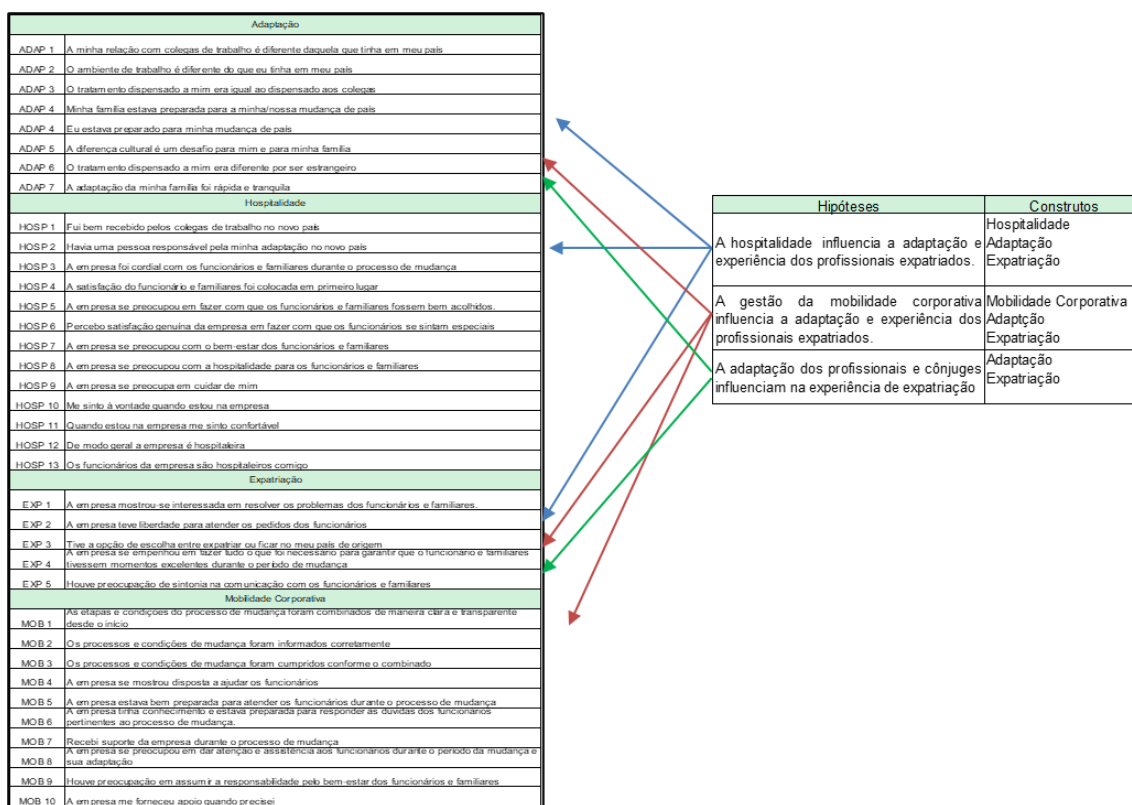 Adaptação
ADAP 1 A minha relação com colegas de trabalho é diferente daquela que tinha em meu país
ADAP 2 O ambiente de trabalho é diferente do que eu tinha em meu país
ADAP 3 O tratamento dispensado a mim era igual ao dispensado aos colegas
ADAP 4 Minha família estava preparada para a minha/nossa mudança de país
ADAP 4 Eu estava preparado para minha mudança de país
ADAP 5 A diferença cultural é um desafio para mim e para minha família
ADAP 6 O tratamento dispensado a mim era diferente por ser estrangeiro
ADAP 7 A adaptação da minha família foi rápida e tranquila
Hospitalidade
HOSP 1 Fui bem recebido pelos colegas de trabalho no novo país
HOSP 2 Havia uma pessoa responsável pela minha adaptação no novo país
HOSP 3 A empresa foi cordial com os funcionários e familiares durante o processo de mudança
HOSP 4 A satisfação do funcionário e familiares foi colocada em primeiro lugar
HOSP 5 A empresa se preocupou em fazer com que os funcionários e familiares fossem bem acolhidos.
HOSP 6 Percebo satisfação genuína da empresa em fazer com que os funcionários se sintam especiais
HOSP 7 A empresa se preocupou com o bem-estar dos funcionários e familiares
HOSP 8 A empresa se preocupou com a hospitalidade para os funcionários e familiares
HOSP 9 A empresa se preocupa em cuidar de mim
HOSP 10 Me sinto à vontade quando estou na empresa
HOSP 11 Quando estou na empresa me sinto confortável
HOSP 12 De modo geral a empresa é hospitaleira
HOSP 13 Os funcionários da empresa são hospitaleiros comigo
Expatriação
EXP 1 A empresa mostrou-se interessada em resolver os problemas dos funcionários e familiares.
EXP 2 A empresa teve liberdade para atender os pedidos dos funcionários
EXP 3 Tive a opção de escolha entre expatriar ou ficar no meu país de origem
A empresa se empenhou em fazer tudo o que foi necessário para garantir que o funcionário e familiares
EXP 4 tivessem momentos excelentes durante o período de mudança
EXP 5 Houve preocupação de sintonia na comunicação com os funcionários e familiares
Mobilidade Corporativa
As etapas e condições do processo de mudança foram combinados de maneira clara e transparente
MOB 1 desde o início
MOB 2 Os processos e condições de mudança foram informados corretamente
MOB 3 Os processos e condições de mudança foram cumpridos conforme o combinado
MOB 4 A empresa se mostrou disposta a ajudar os funcionários
MOB 5 A empresa estava bem preparada para atender os funcionários durante o processo de mudança
A empresa tinha conhecimento e estava preparada para responder as dúvidas dos funcionários
MOB 6 pertinentes ao processo de mudança.
MOB 7 Recebi suporte da empresa durante o processo de mudança
A empresa se preocupou em dar atenção e assistência aos funcionários durante o período da mudança e
MOB 8 sua adaptação
MOB 9 Houve preocupação em assumir a responsabilidade pelo bem-estar dos funcionários e familiares
MOB 10 A empresa me forneceu apoio quando precisei
Hipóteses Construtos
A hospitalidade influencia a adaptação e
experiência dos profissionais expatriados.
Hospitalidade
Adaptação
Expatriação
A gestão da mobilidade corporativa
influencia a adaptação e experiência dos
profissionais expatriados.
Mobilidade Corporativa
Adaptção
Expatriação
A adaptação dos profissionais e cônjuges
influenciam na experiência de expatriação
Adaptação
Expatriação